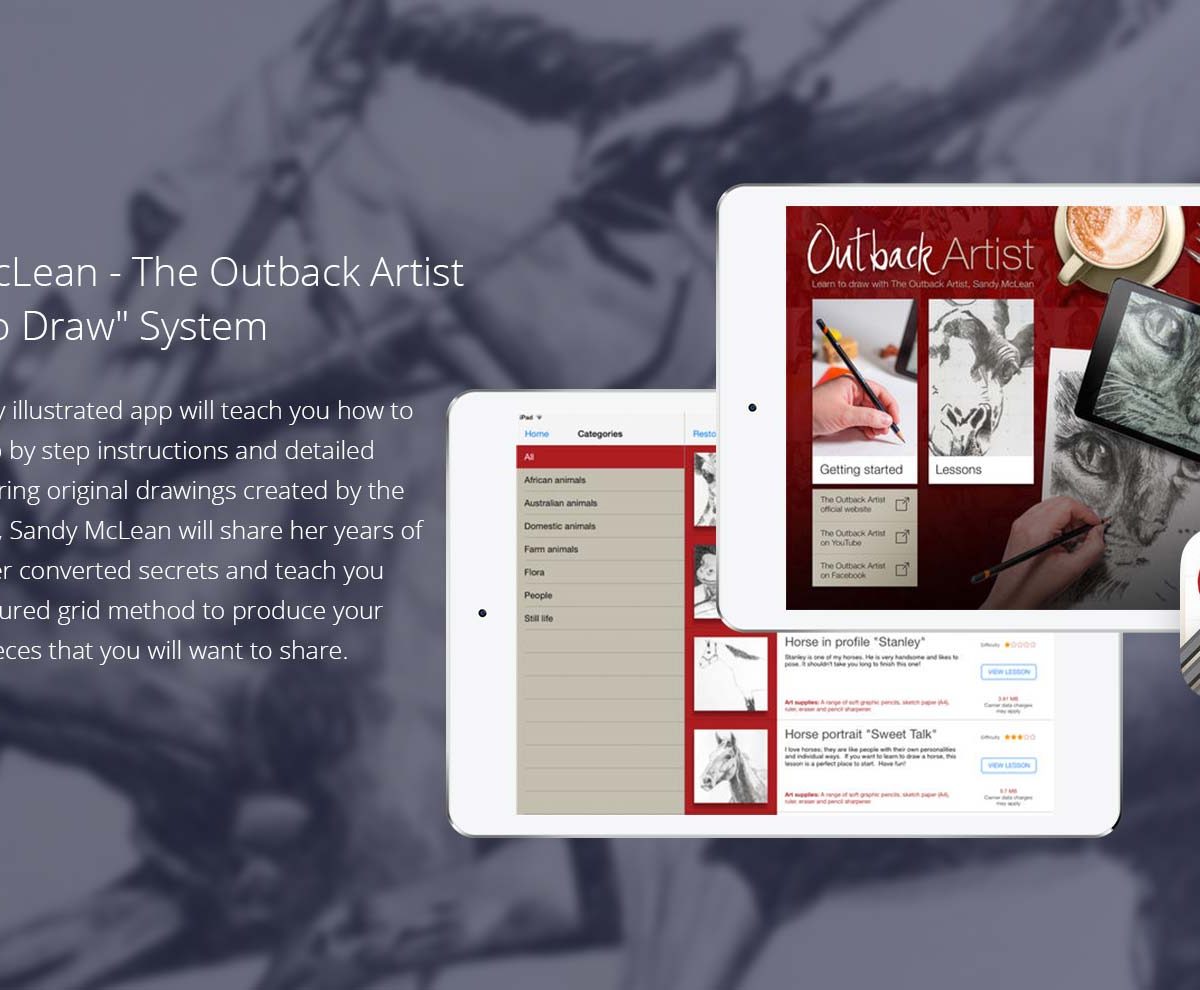 cLean - The Outback Artist
o Draw" System
y illustrated app will teach you how to
p by step instructions and detailed
ring original drawings created by the
, Sandy McLean will share her years of
er converted secrets and teach you
ured grid method to produce your
eces that you will want to share.
Outback Artist
Learn to draw with The Outback Artist, Sandy McLean
Getting started
Lessons
The Outback Artist
official website
The Outback Artist
on YouTube
The Outback Artist
on Facebook
iPad
Home
Categories
Resto
All
African animals
Australian animals
Domestic animals
Farm animals
Flora
People
Still life
Horse in profile "Stanley"
Stanley is one of my horses. He is very handsome and likes to
pose. It shouldn't take you long to finish this one!
Art supplies: A range of soft graphic pencils, sketch paper (A4),
ruler, eraser and pencil sharpener.
Difficulty
VIEW LESSON
3.91 MB
Carrier data charges
may apply
Horse portrait "Sweet Talk"
I love horses; they are like people with their own personalities
and individual ways. If you want to learn to draw a horse, this
lesson is a perfect place to start. Have fun!
Art supplies: A range of soft graphic pencils, sketch paper (A4),
ruler, eraser and pencil sharpener.
Difficulty
VIEW LESSON
5.7 MB
Carrier data charges
may apply